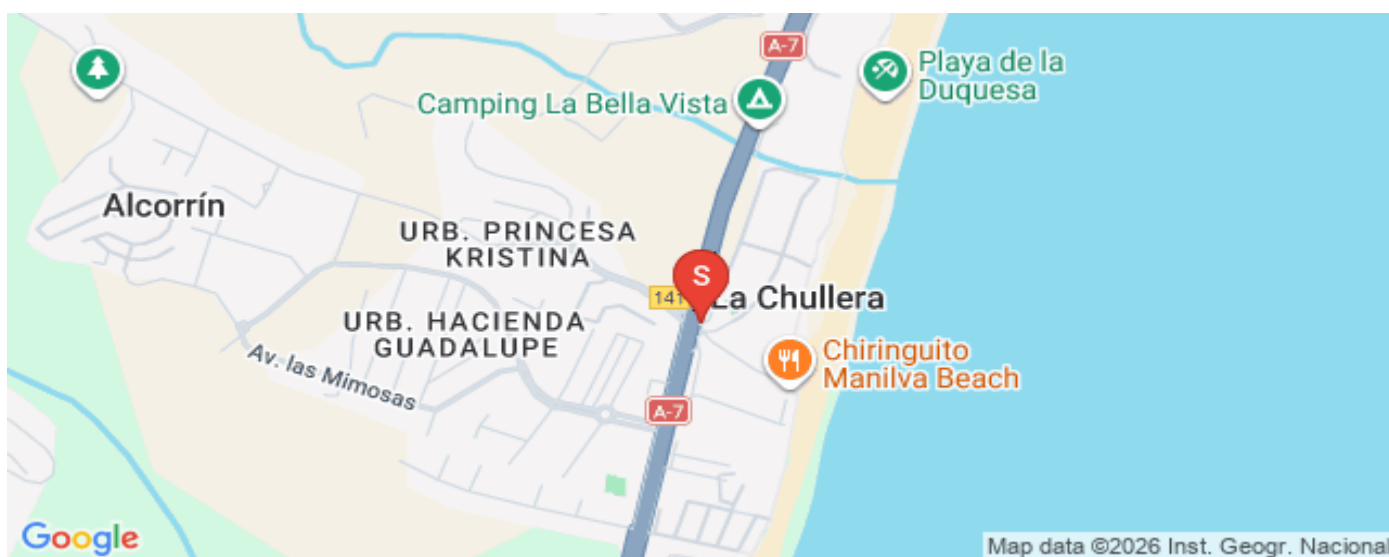 A-7
Playa de la
Duquesa
Camping La Bella Vista
Alcorrín
URB. PRINCESA
KRISTINA
S
141
La Chullera
URB. HACIENDA
GUADALUPE
Chiringuito
Manilva Beach
Av. las Mimosas
A-7
Google
Map data ©2026 Inst. Geogr. Nacional